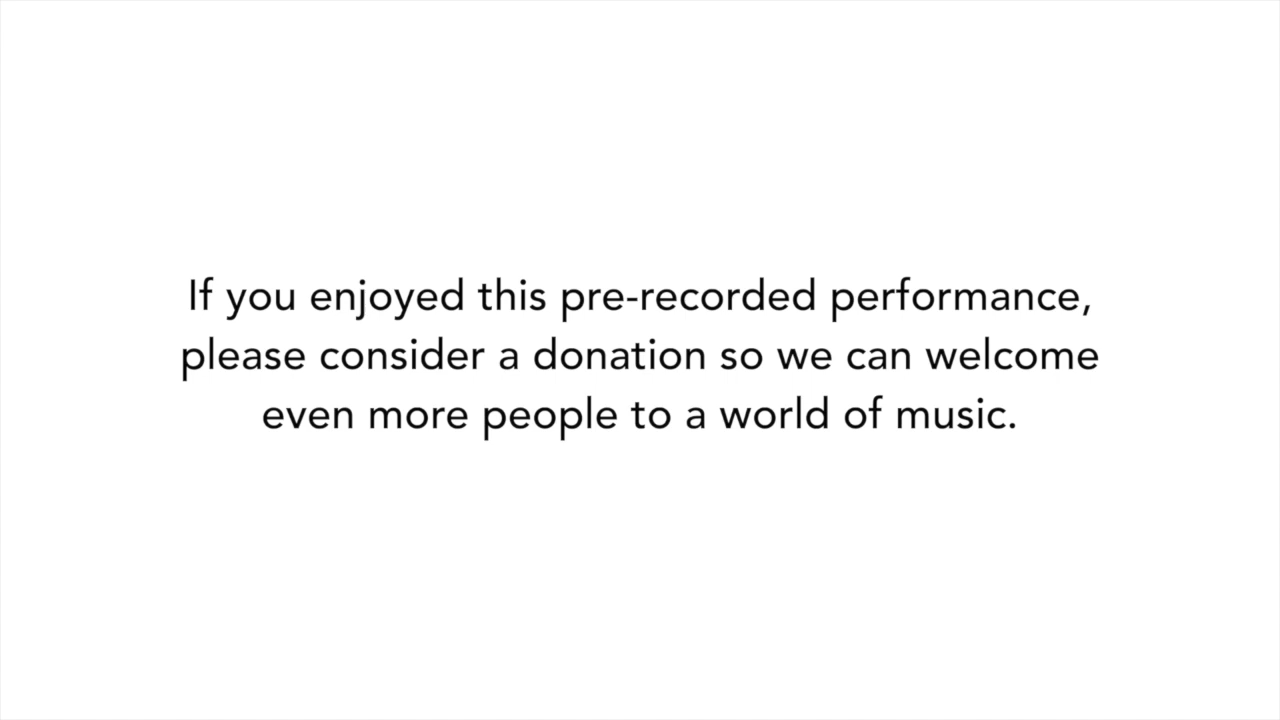 If you enjoyed this pre-recorded performance,
please consider a donation so we can welcome
even more people to a world of music.